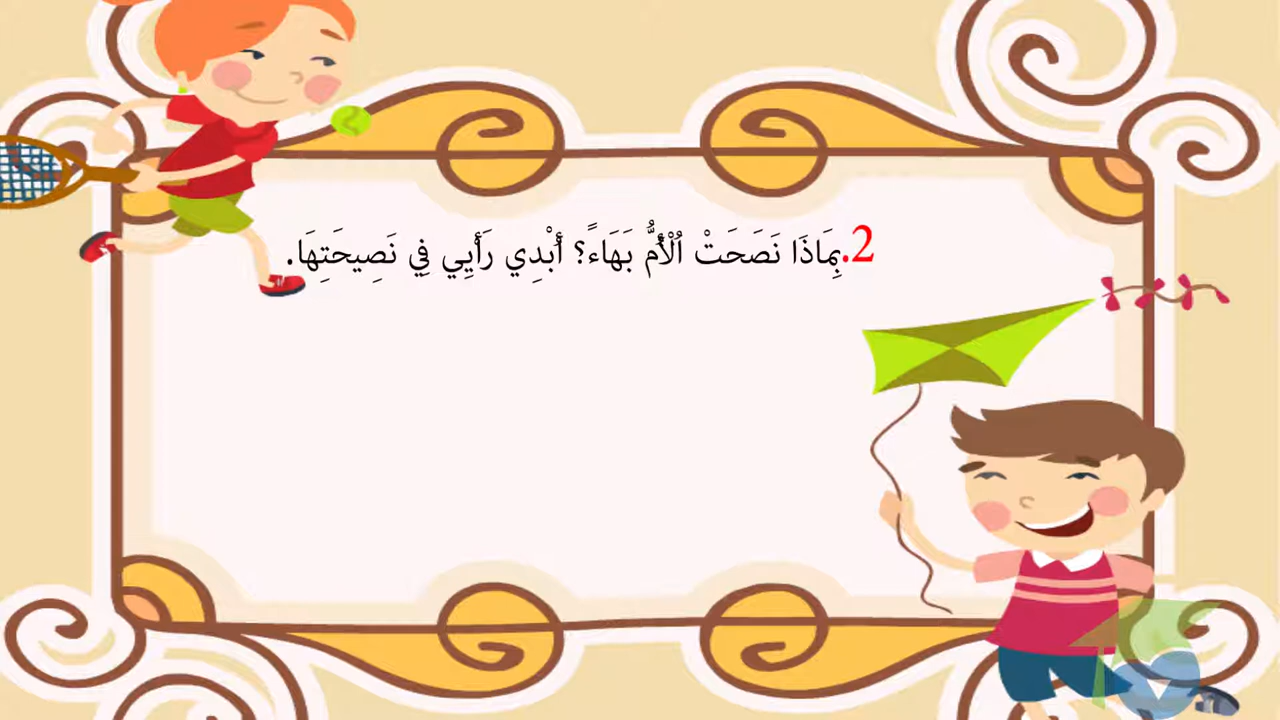 2.بِمَاذَا نَصَحَتْ اُلْأُمُّ بَهَاءً؟ أُبْدِي رَأْيِي فِي نَصِيحَتِهَا.